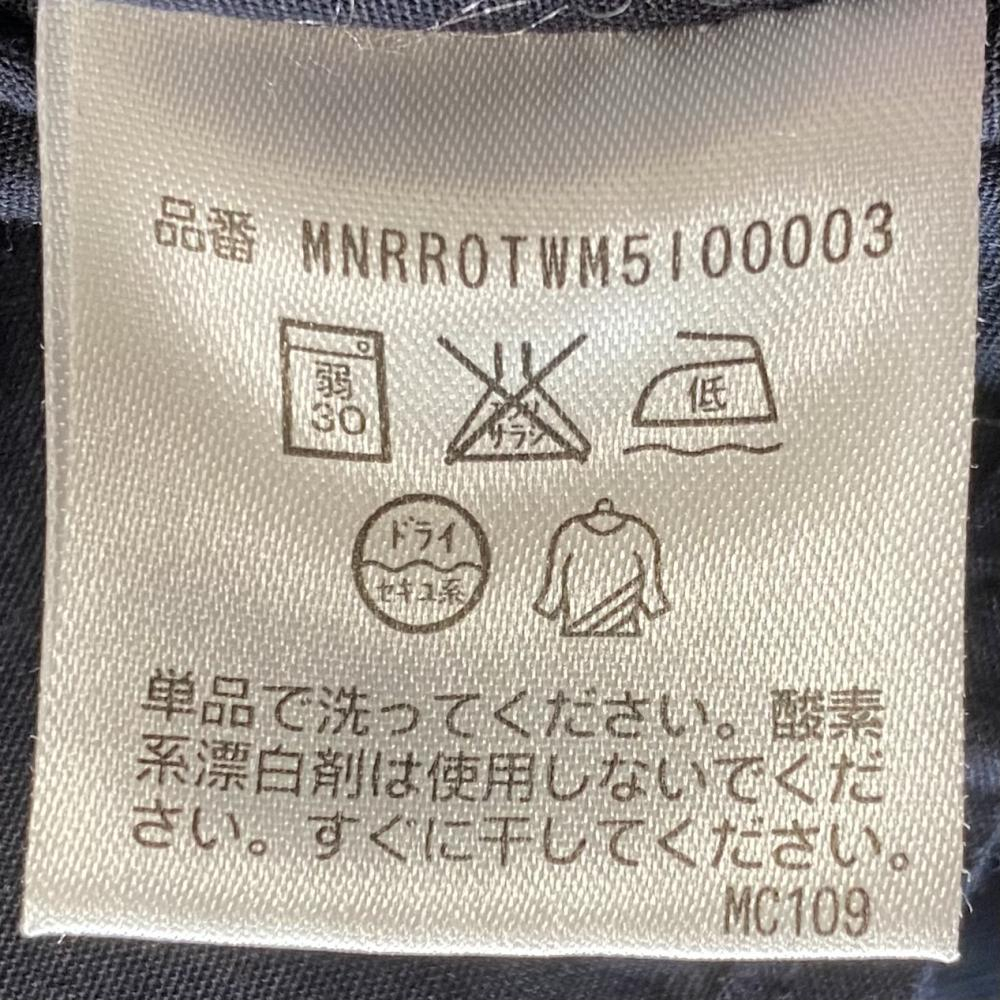 品番 MNRROTWM5100003
弱
30
エンソ
サラシ
低
ドライ
セキユ系
単品で洗ってください。酸素
系漂白剤は使用しないでくだ
さい。すぐに干してください。
MC109